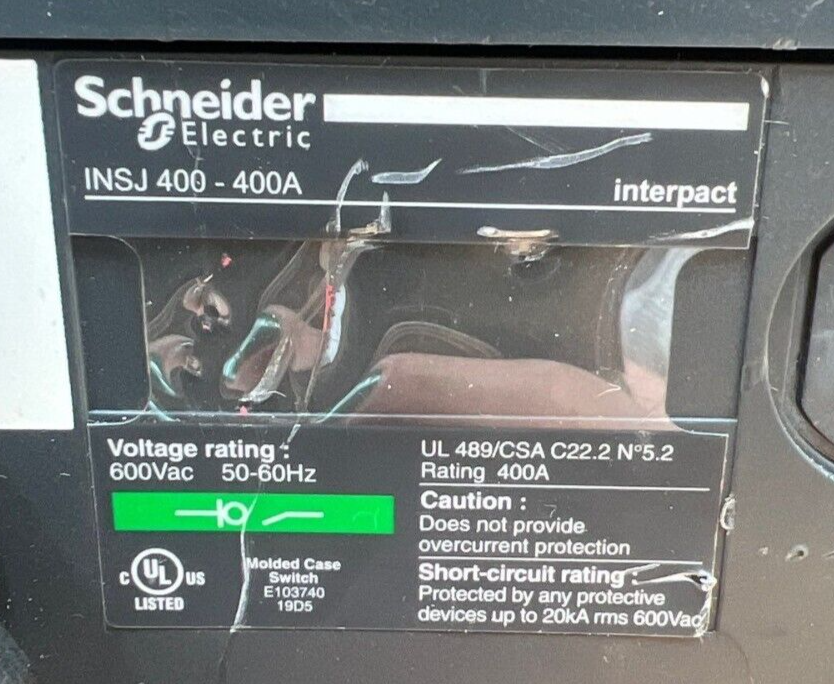 Schneider
Electric
INSJ 400 - 400A
interpact
Voltage rating :
600Vac 50-60Hz
UL 489/CSA C22.2 N°5.2
Rating 400A
Caution :
Does not provide
overcurrent protection
Short-circuit rating :
Protected by any protective
devices up to 20kA rms 600Vac
C UL US
LISTED
Molded Case
Switch
E103740
19D5